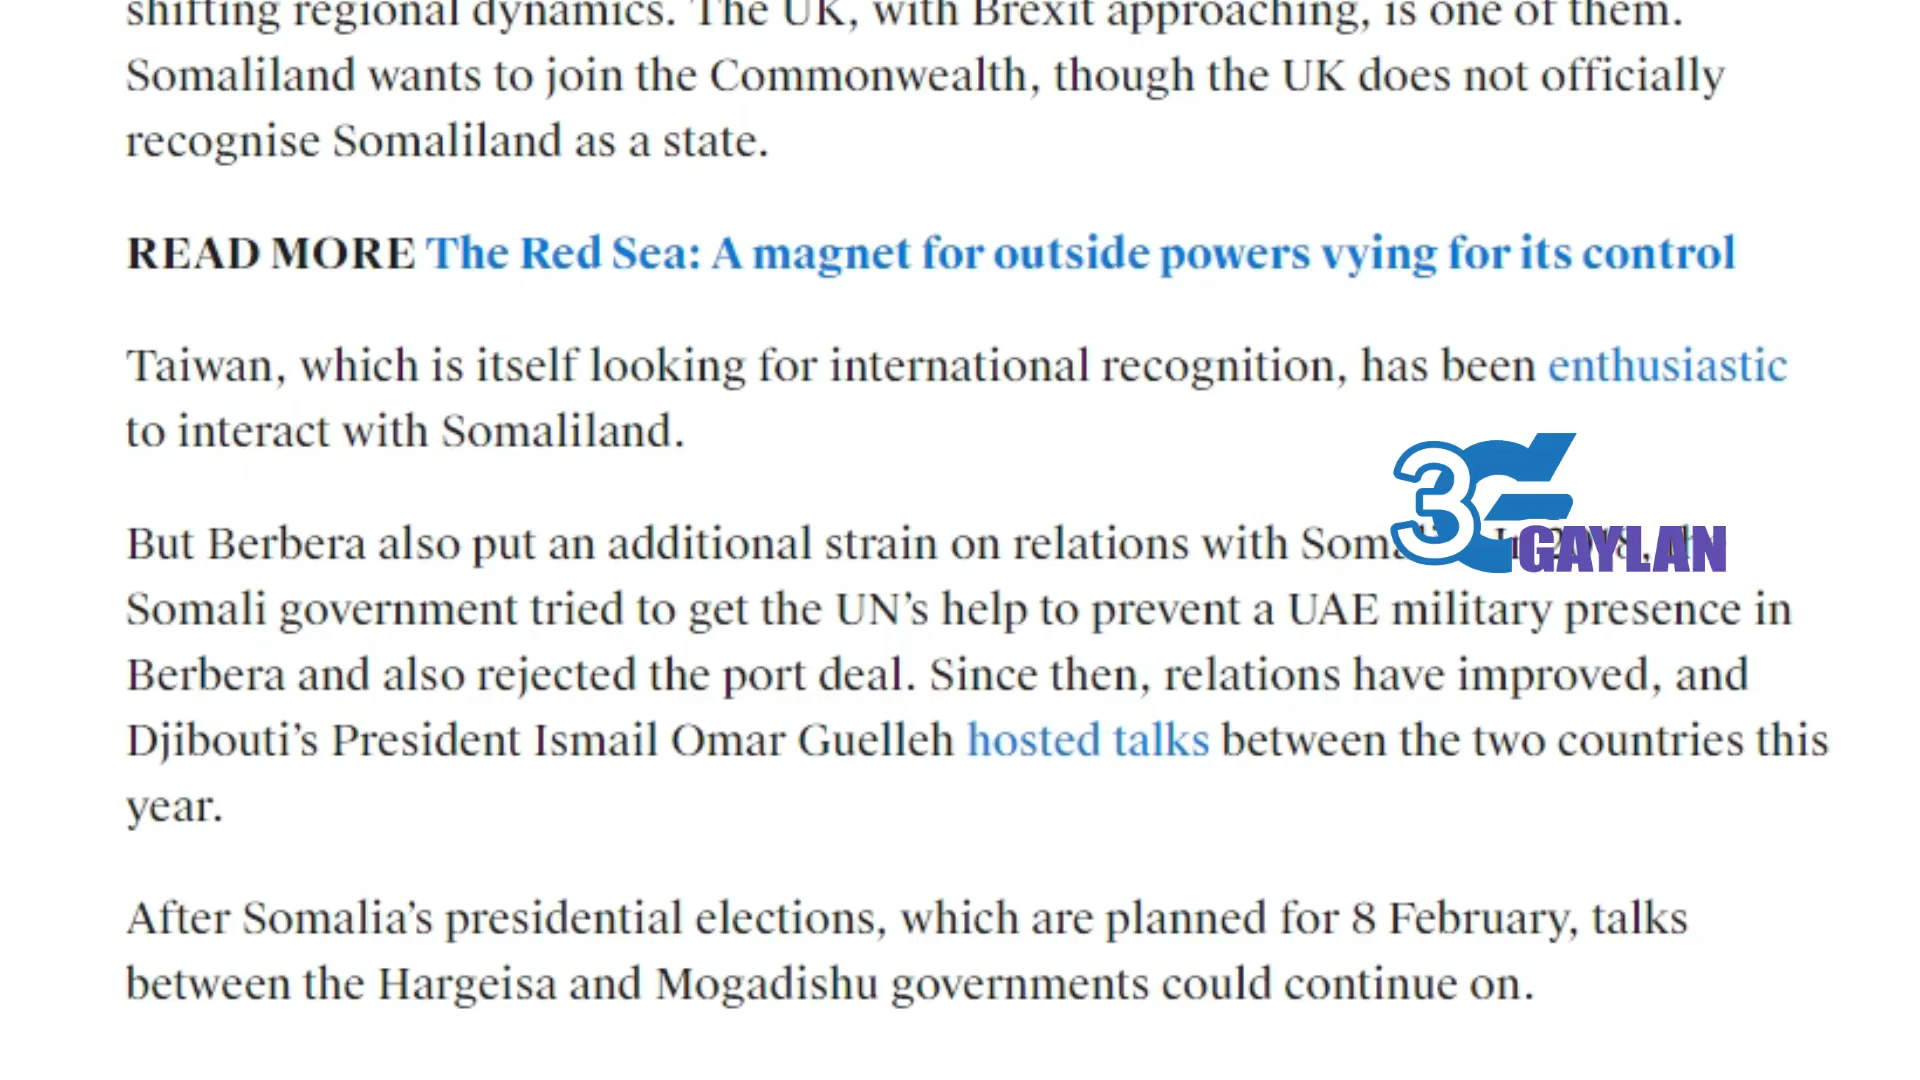 shifting regional dynamics. The UK, with Brexit approaching, is one of them.
Somaliland wants to join the Commonwealth, though the UK does not officially
recognise Somaliland as a state.
READ MORE The Red Sea: A magnet for outside powers vying for its control
Taiwan, which is itself looking for international recognition, has been enthusiastic
to interact with Somaliland.
3G GAYLAN
But Berbera also put an additional strain on relations with
Somali government tried to get the UN’s help to prevent a UAE military presence in
Berbera and also rejected the port deal. Since then, relations have improved, and
Djibouti’s President Ismail Omar Guelleh hosted talks between the two countries this
year.
After Somalia’s presidential elections, which are planned for 8 February, talks
between the Hargeisa and Mogadishu governments could continue on.